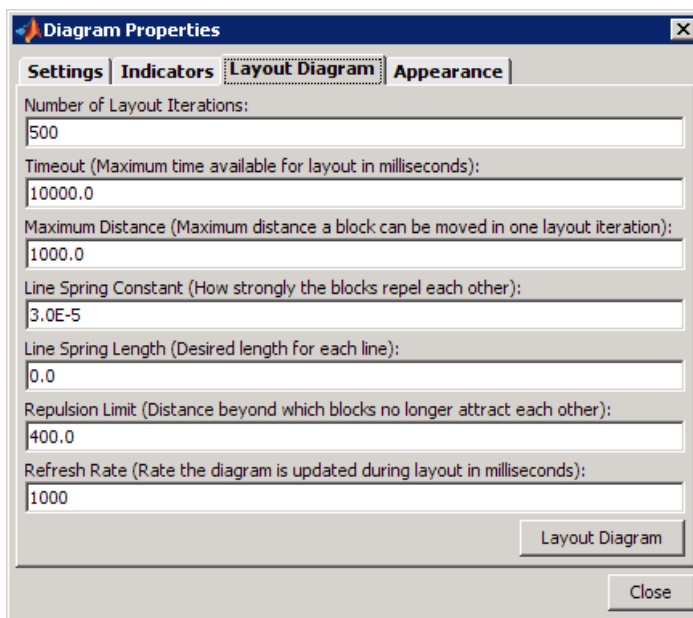 Diagram Properties
Settings Indicators Layout Diagram Appearance
Number of Layout Iterations:
500
Timeout (Maximum time available for layout in milliseconds):
10000.0
Maximum Distance (Maximum distance a block can be moved in one layout iteration):
1000.0
Line Spring Constant (How strongly the blocks repel each other):
3.0E-5
Line Spring Length (Desired length for each line):
0.0
Repulsion Limit (Distance beyond which blocks no longer attract each other):
400.0
Refresh Rate (Rate the diagram is updated during layout in milliseconds):
1000
Layout Diagram
Close